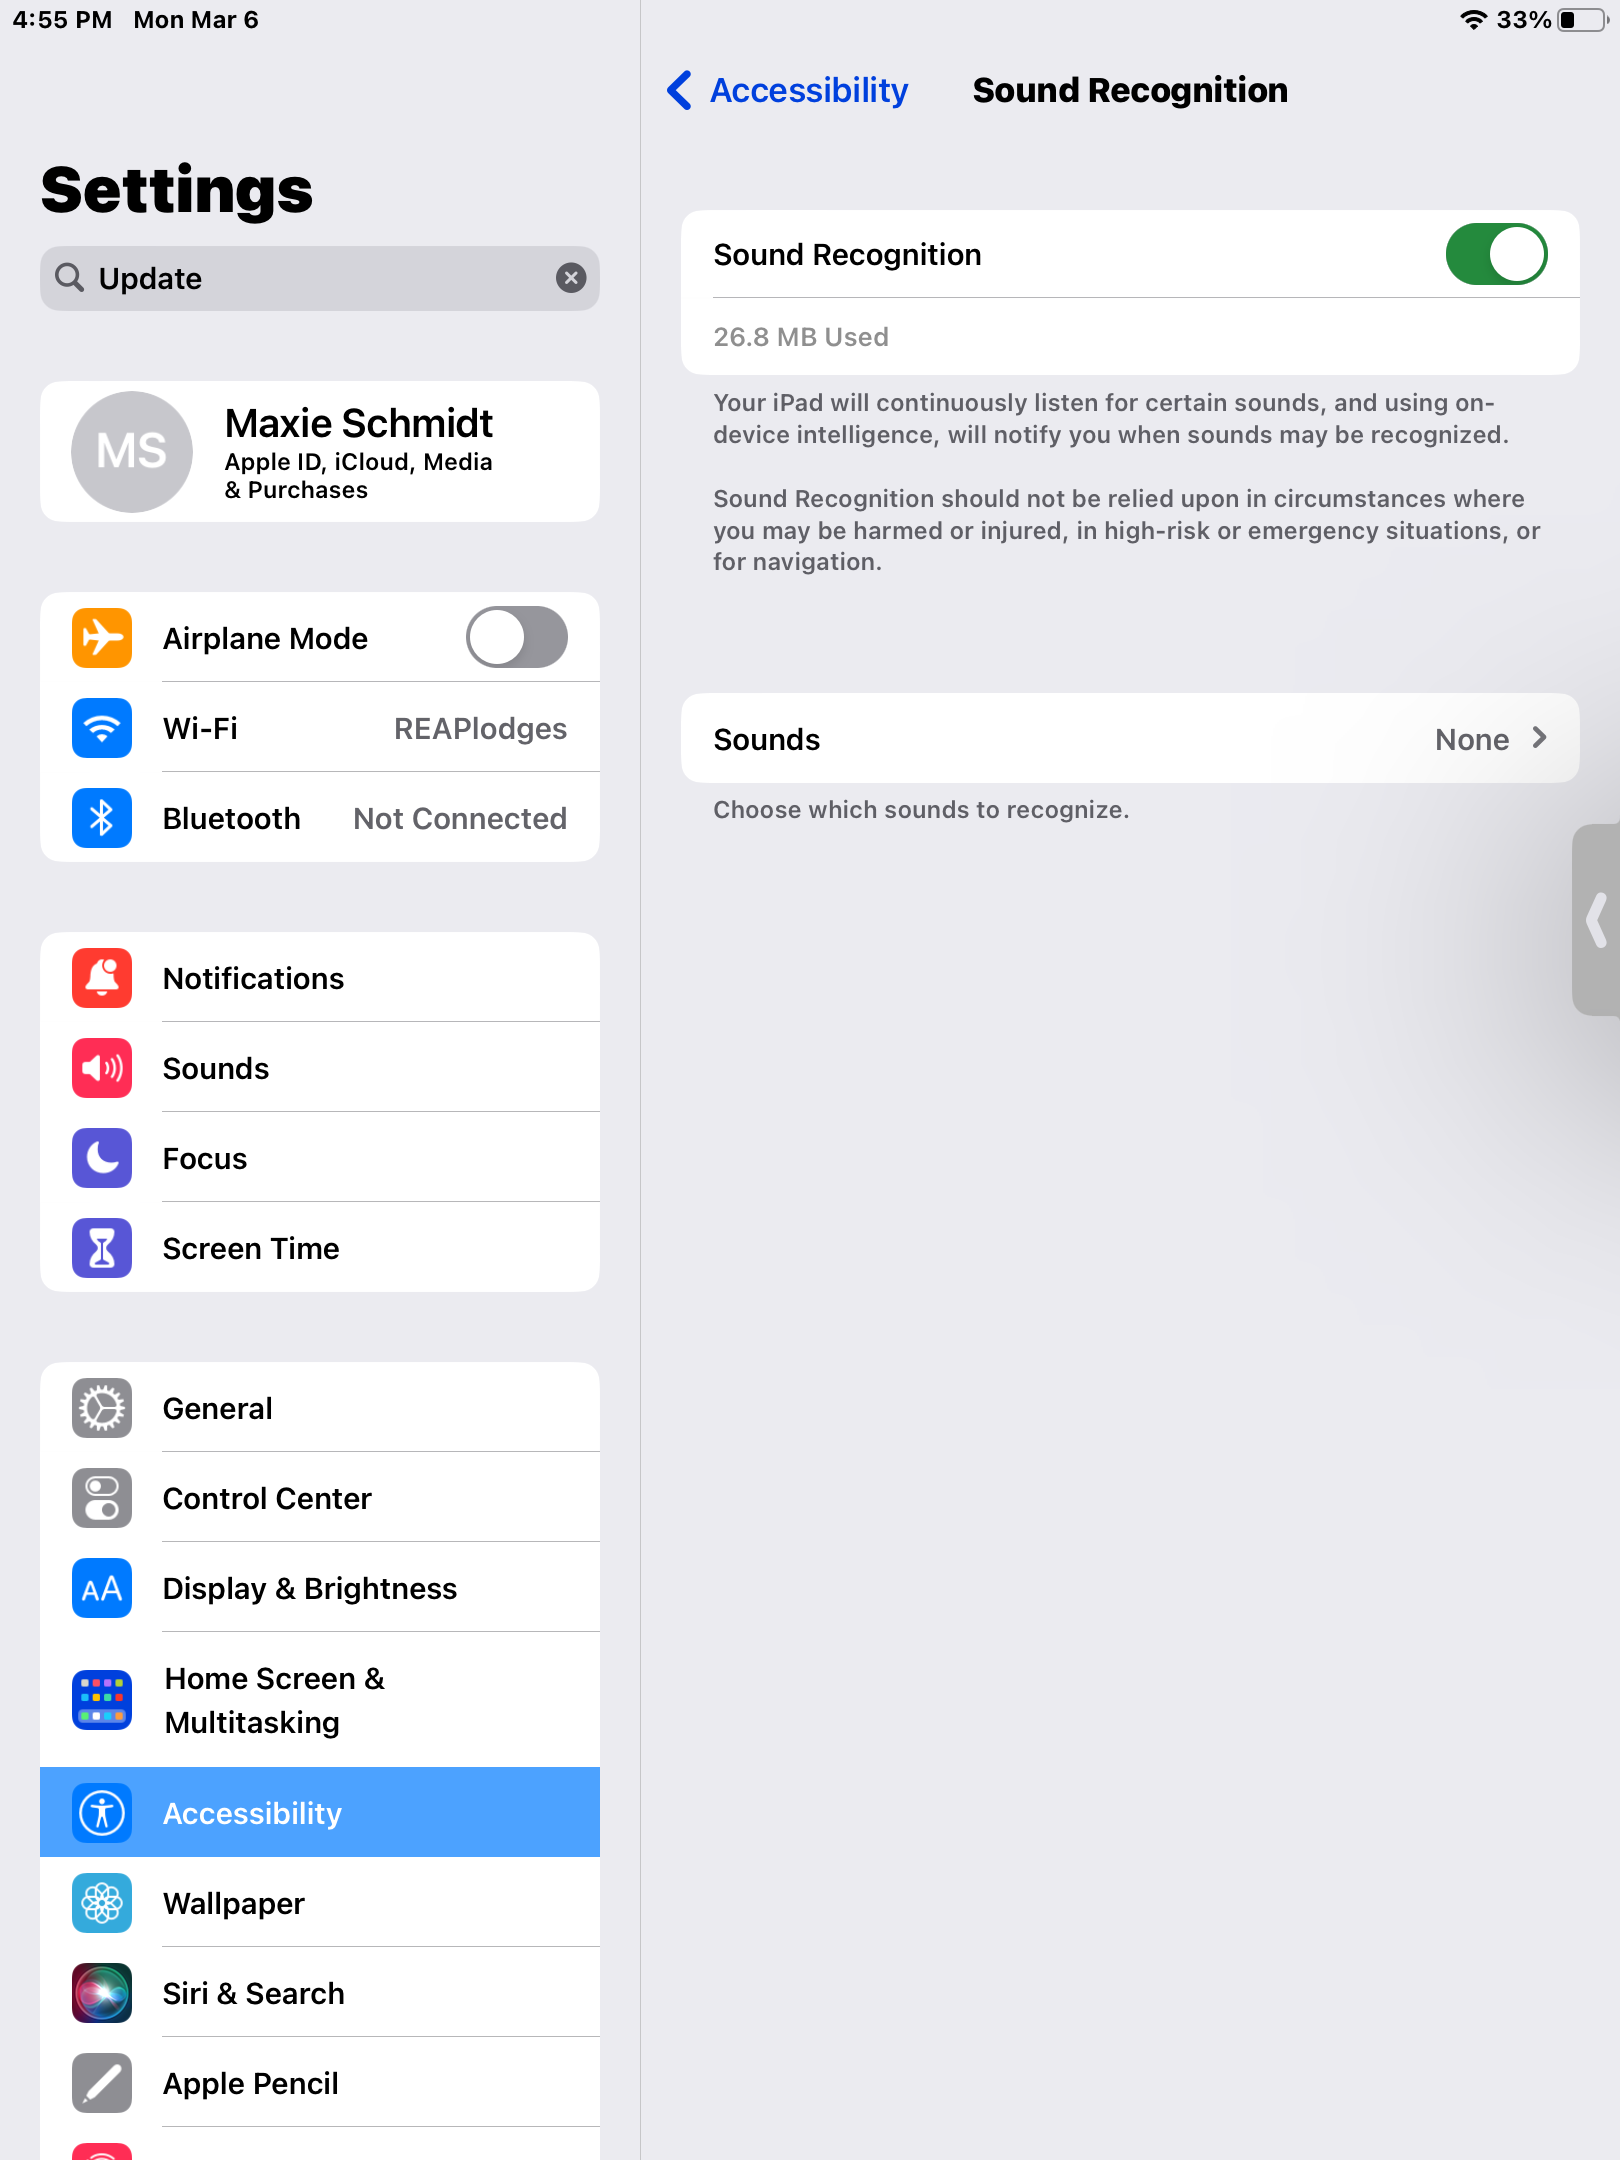 4:55 PM Mon Mar 6
33%
Settings
Update
MS
Maxie Schmidt
Apple ID, iCloud, Media
& Purchases
Airplane Mode
Wi-Fi REAPlodges
Bluetooth Not Connected
Notifications
Sounds
Focus
Screen Time
General
Control Center
AA Display & Brightness
Home Screen &
Multitasking
Accessibility
Wallpaper
Siri & Search
Apple Pencil
Accessibility Sound Recognition
Sound Recognition
26.8 MB Used
Your iPad will continuously listen for certain sounds, and using on-
device intelligence, will notify you when sounds may be recognized.
Sound Recognition should not be relied upon in circumstances where
you may be harmed or injured, in high-risk or emergency situations, or
for navigation.
Sounds None
Choose which sounds to recognize.